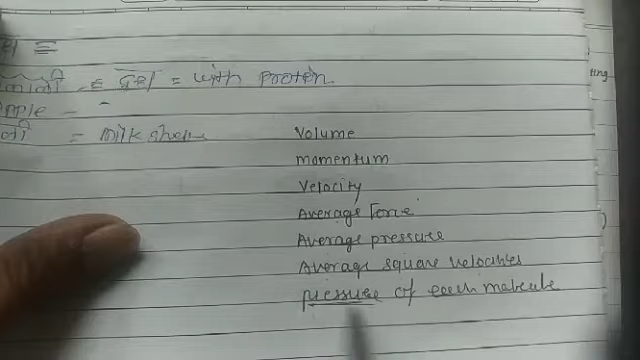 = with Protein
= Milk shake
Volume
momentum
Velocity
Average Force
Average pressure
Average square velocities
pressure of each molecule